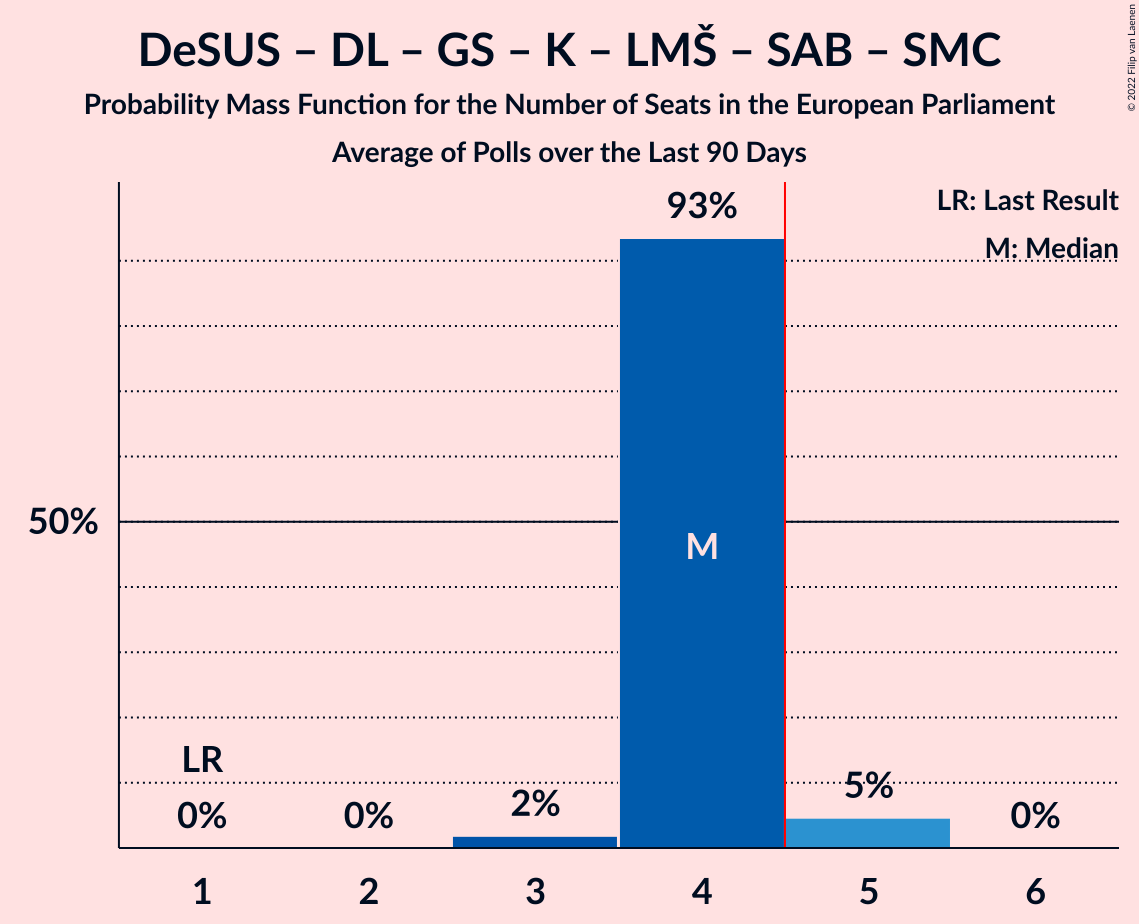 DeSUS – DL – GS – K – LMŠ – SAB – SMC
Probability Mass Function for the Number of Seats in the European Parliament
Average of Polls over the Last 90 Days
© 2022 Filip van Laenen
LR: Last Result
M: Median
93%
50%
M
LR
0%
0%
2%
5%
0%
1
2
3
4
5
6